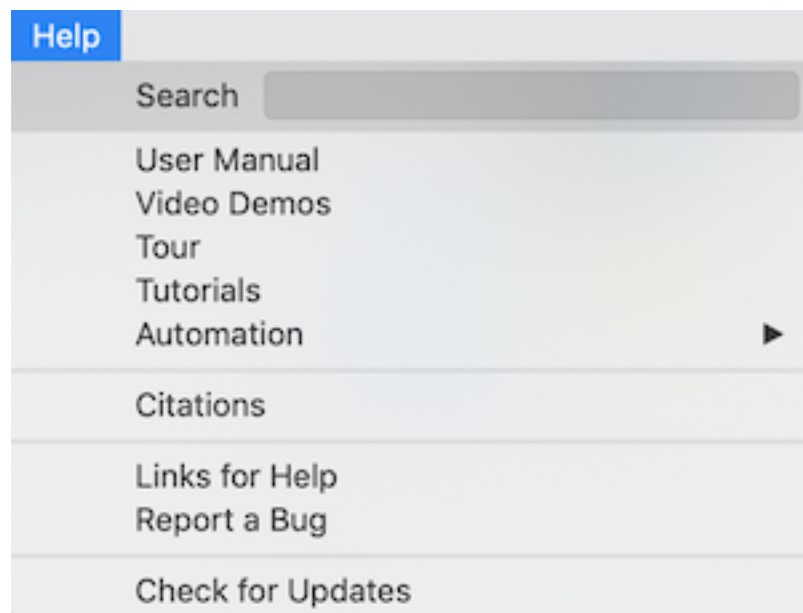 Help
Search
User Manual
Video Demos
Tour
Tutorials
Automation
Citations
Links for Help
Report a Bug
Check for Updates